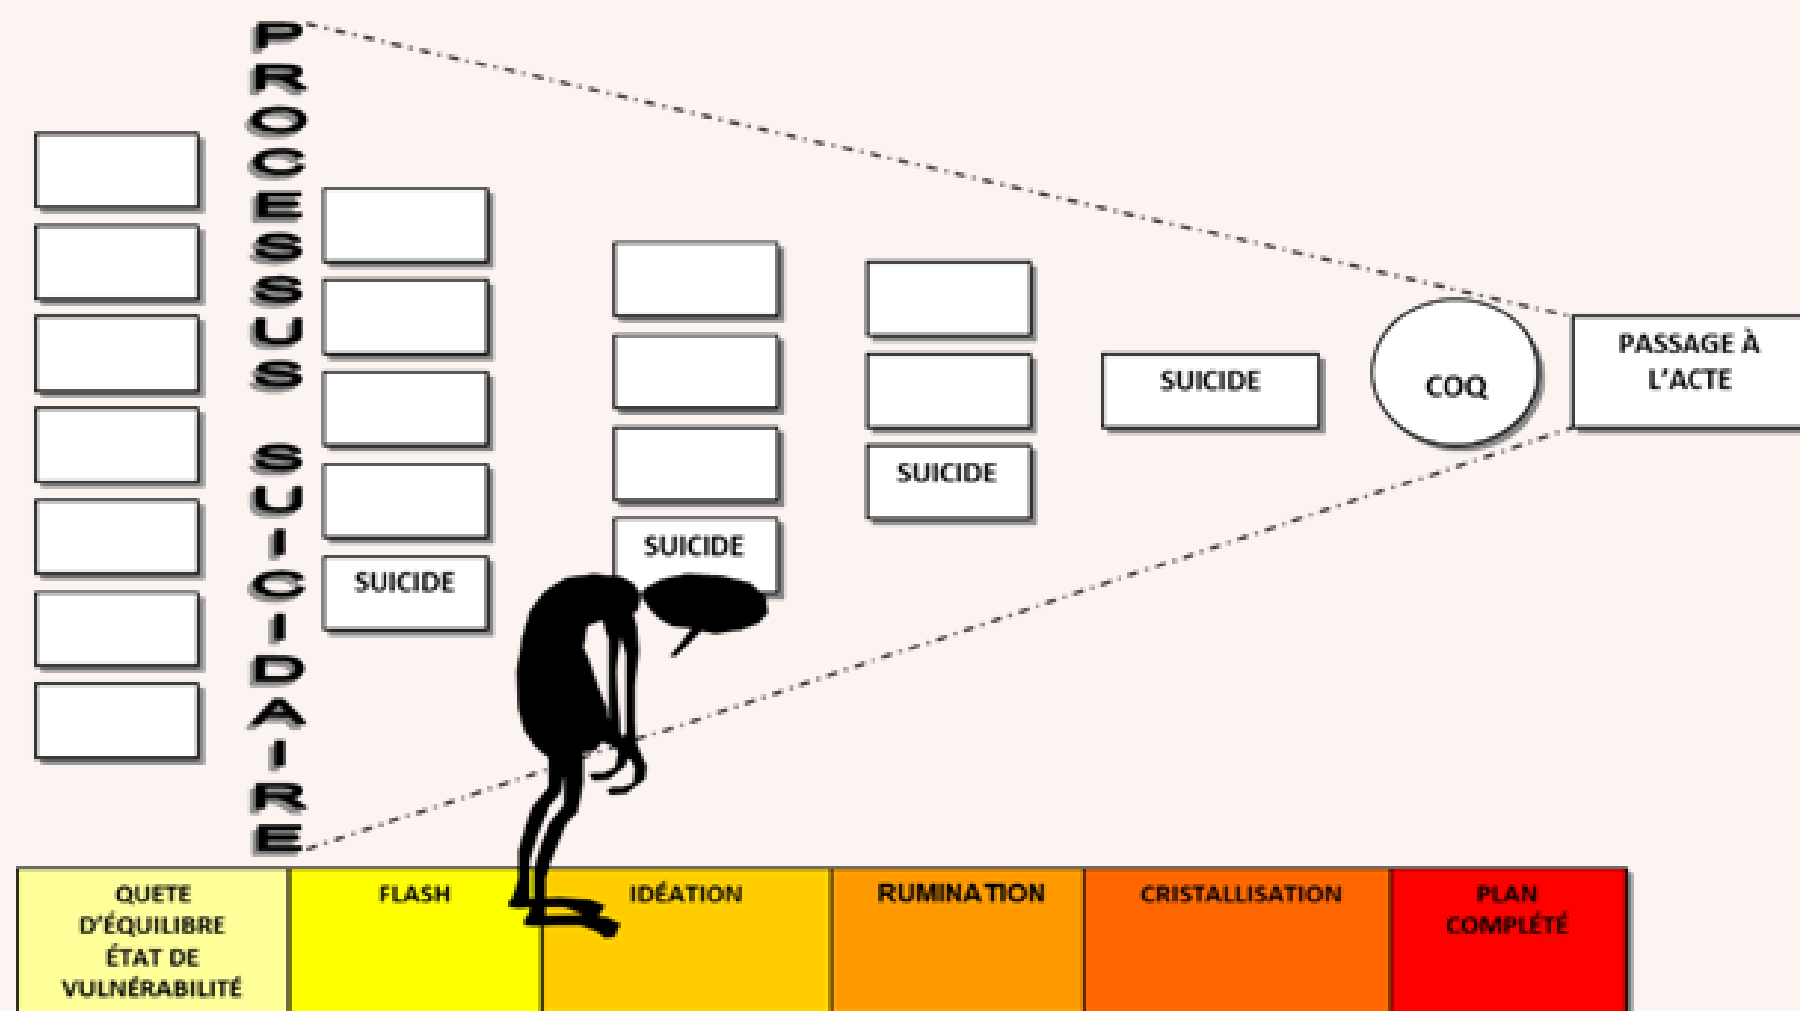 PROCESSUS SUICIDAIRE
SUICIDE
SUICIDE
SUICIDE
SUICIDE
COQ
PASSAGE À
L'ACTE
QUETE
D'ÉQUILIBRE
ÉTAT DE
VULNÉRABILITÉ
FLASH
IDÉATION
RUMINATION
CRISTALLISATION
PLAN
COMPLÉTÉ